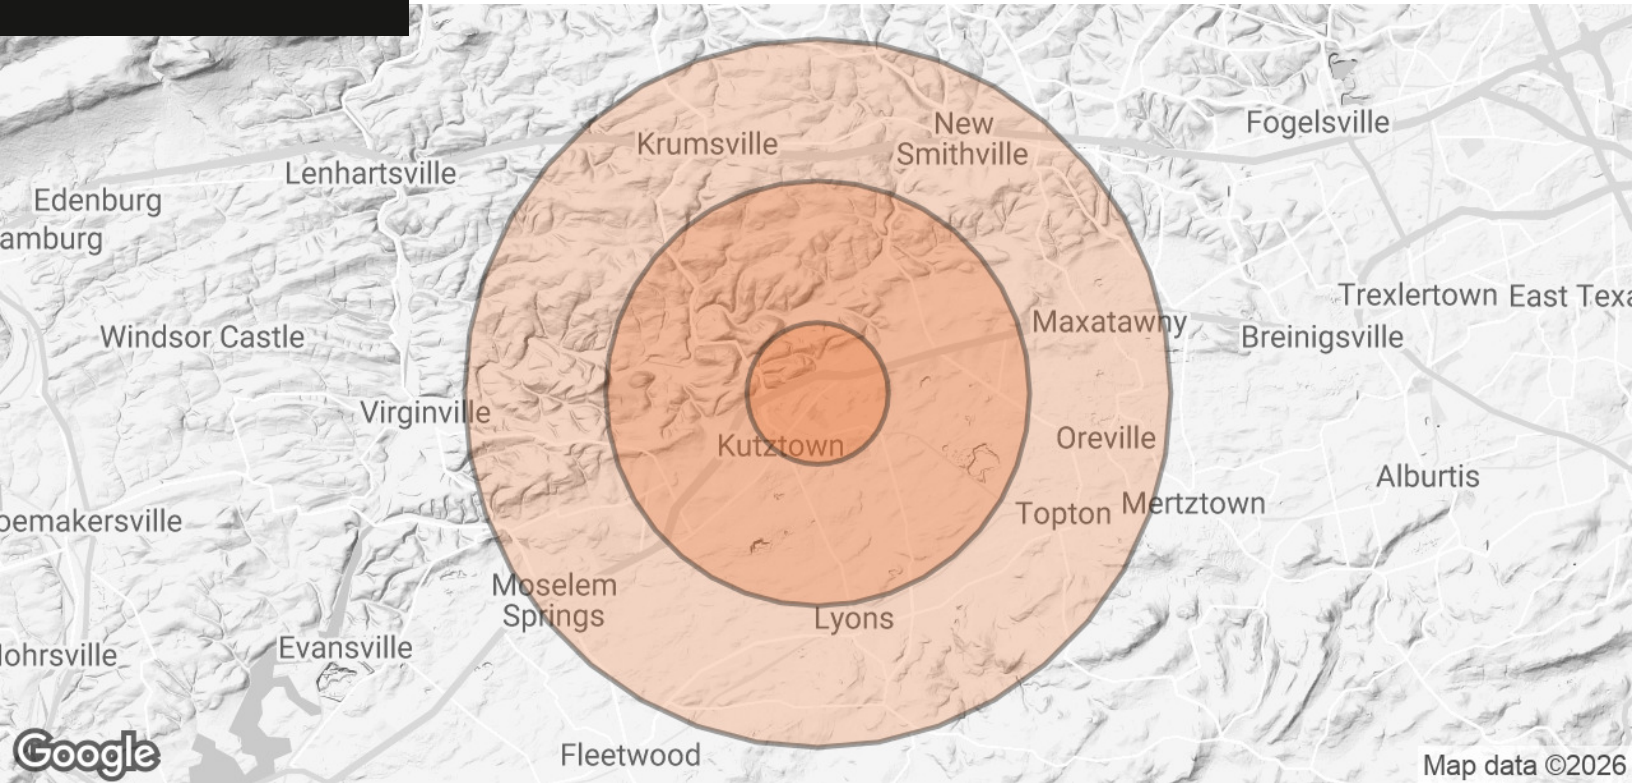 New
Smithville
Fogelsville
Krumsville
Lenhartsville
Edenburg
amburg
Trexlertown
East Texa
Maxatawny
Breinigsville
Windsor Castle
Virginville
Oreville
Kutztown
Alburtis
Topton
Mertztown
oemakersville
Moselem
Springs
Lyons
Evansville
lohrsville
Fleetwood
Google
Map data ©2026